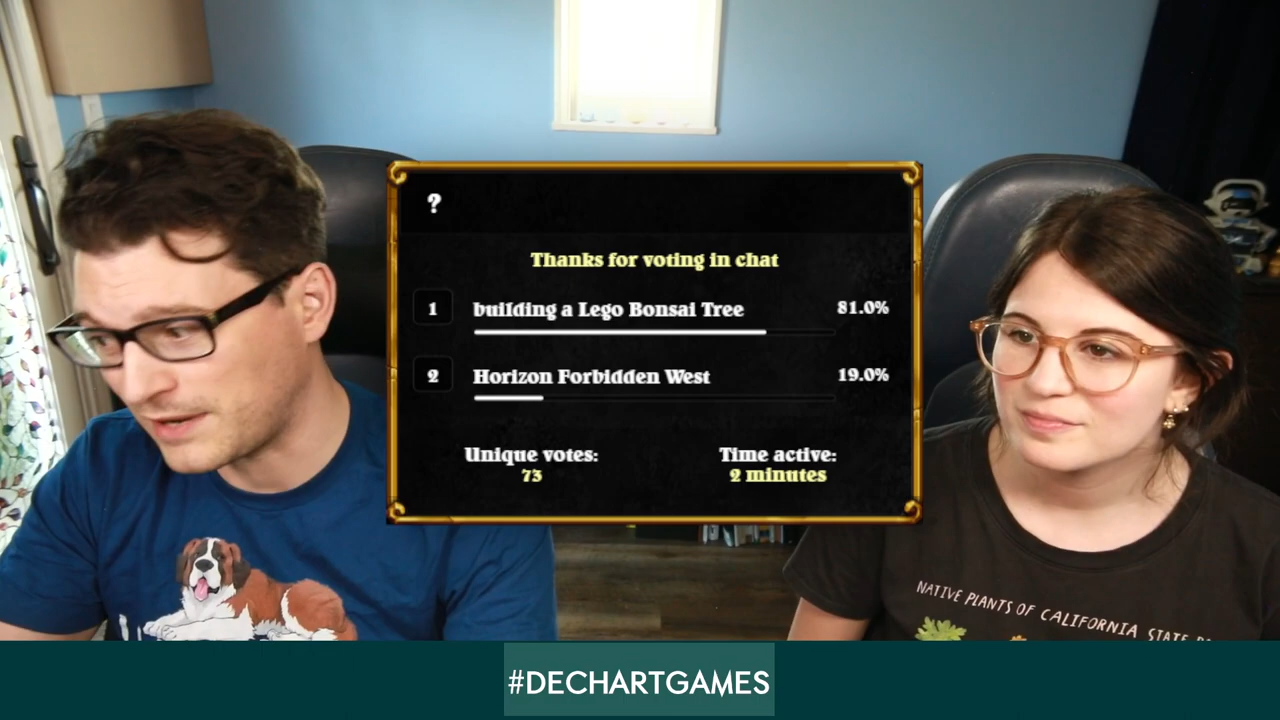 ?
Thanks for voting in chat
1 building a Lego Bonsai Tree 81.0%
2 Horizon Forbidden West 19.0%
Unique votes: Time active:
73 2 minutes
NATIVE PLANTS OF CALIFORNIA STATE
#DECHARTGAMES